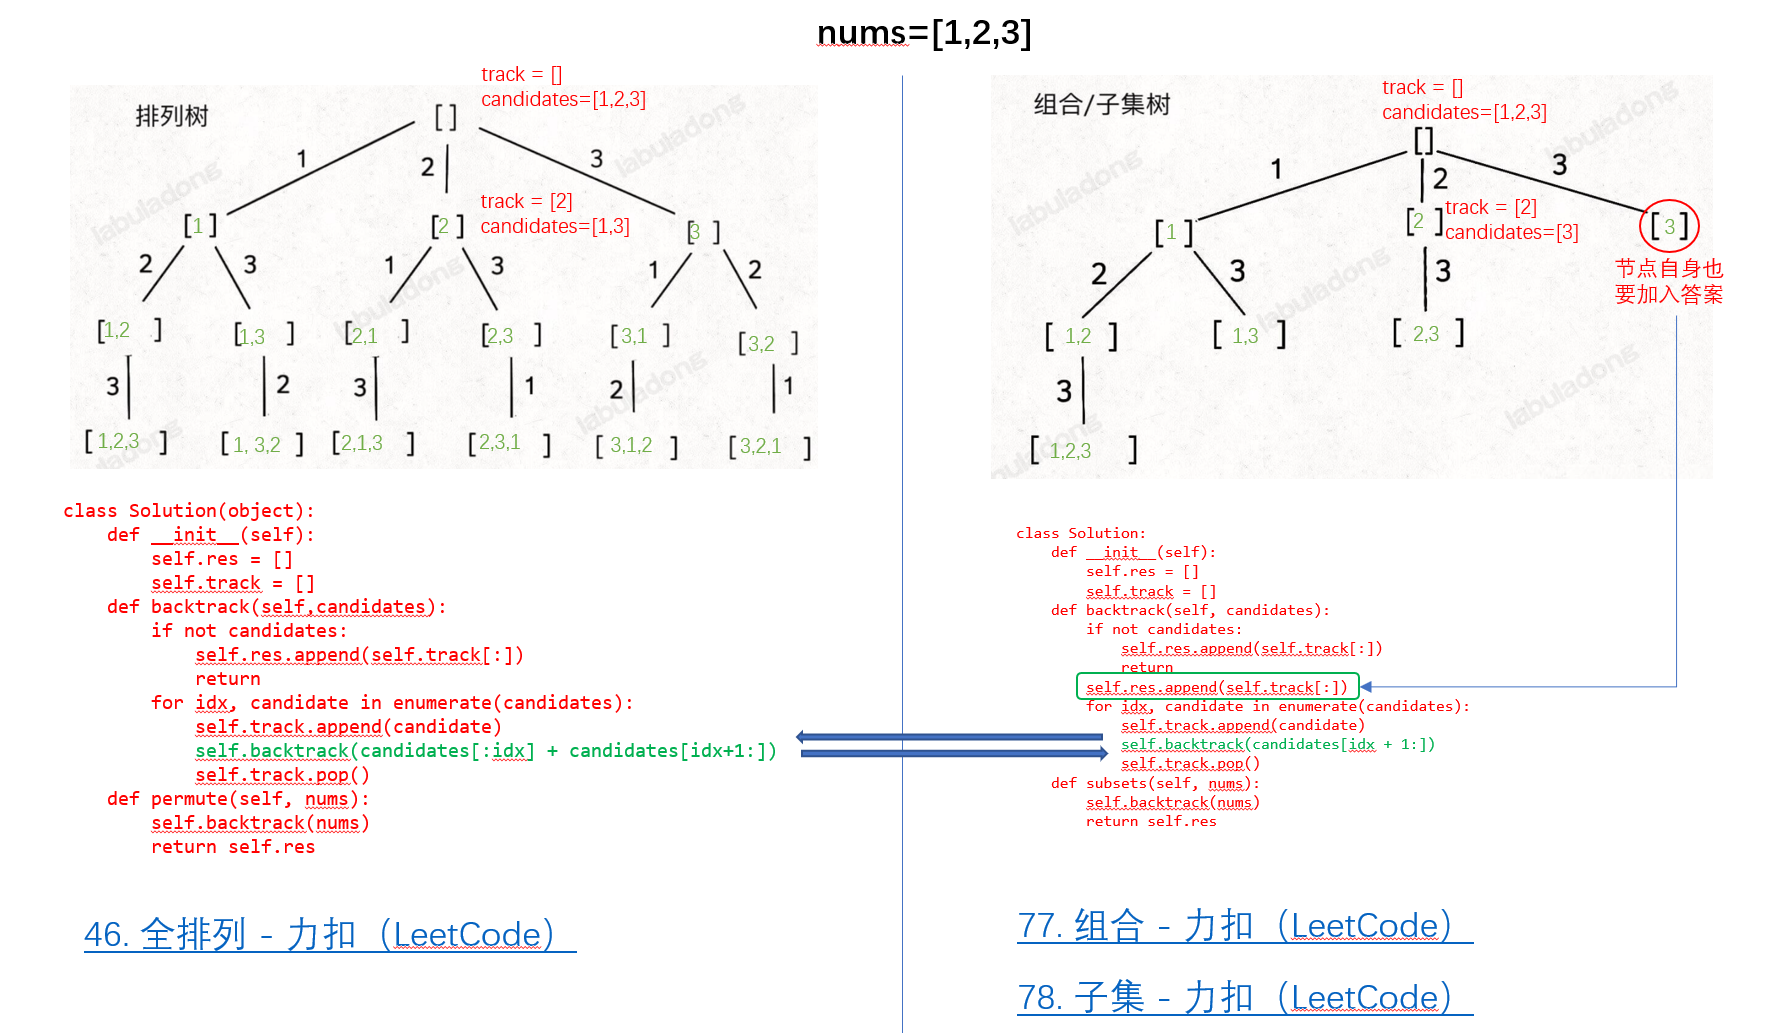 nums=[1,2,3]
排列树
track = []
candidates=[1,2,3]
[]
1
2
3
[1]
[2]
track = [2]
candidates=[1,3]
[3]
2
3
1
3
1
2
[1,2]
[1,3]
[2,1]
[2,3]
[3,1]
[3,2]
3
2
3
1
2
1
[1,2,3]
[1, 3,2]
[2,1,3]
[2,3,1]
[3,1,2]
[3,2,1]
labuladong
labuladong
labuladong
labuladong
class Solution(object):
    def __init__(self):
        self.res = []
        self.track = []
    def backtrack(self,candidates):
        if not candidates:
            self.res.append(self.track[:])
            return
        for idx, candidate in enumerate(candidates):
            self.track.append(candidate)
            self.backtrack(candidates[:idx] + candidates[idx+1:])
            self.track.pop()
    def permute(self, nums):
        self.backtrack(nums)
        return self.res
46. 全排列 - 力扣（LeetCode）
组合/子集树
track = []
candidates=[1,2,3]
[]
1
2
3
[1]
[2]
track = [2]
candidates=[3]
[3]
节点自身也
要加入答案
2
3
3
[1,2]
[1,3]
[2,3]
3
[1,2,3]
labuladong
labuladong
labuladong
labuladong
class Solution:
    def __init__(self):
        self.res = []
        self.track = []
    def backtrack(self, candidates):
        if not candidates:
            self.res.append(self.track[:])
            return
        self.res.append(self.track[:])
        for idx, candidate in enumerate(candidates):
            self.track.append(candidate)
            self.backtrack(candidates[idx + 1:])
            self.track.pop()
    def subsets(self, nums):
        self.backtrack(nums)
        return self.res
77. 组合 - 力扣（LeetCode）
78. 子集 - 力扣（LeetCode）